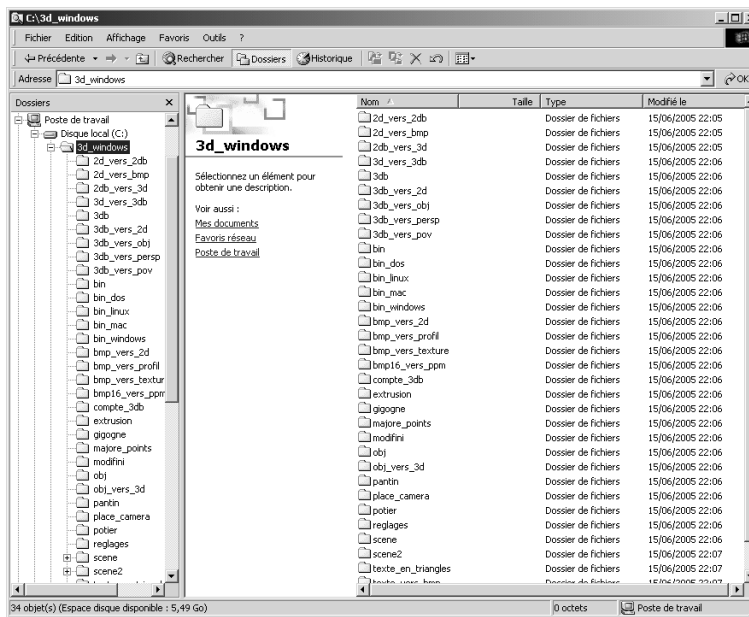 C:\3d_windows
Fichier Edition Affichage Favoris Outils ?
Précédente Rechercher Dossiers Historique
Adresse 3d_windows OK
Dossiers
Poste de travail
Disque local (C:)
3d_windows
2d_vers_2db
2d_vers_bmp
2db_vers_3d
3d_vers_3db
3db
3db_vers_2d
3db_vers_obj
3db_vers_persp
3db_vers_pov
bin
bin_dos
bin_linux
bin_mac
bin_windows
bmp_vers_2d
bmp_vers_profil
bmp_vers_textur
bmp16_vers_ppm
compte_3db
extrusion
gigogne
majore_points
modifini
obj
obj_vers_3d
pantin
place_camera
potier
reglages
scene
scene2
3d_windows
Sélectionnez un élément pour
obtenir une description.
Voir aussi :
Mes documents
Favoris réseau
Poste de travail
Nom Taille Type Modifié le
2d_vers_2db Dossier de fichiers 15/06/2005 22:05
2d_vers_bmp Dossier de fichiers 15/06/2005 22:05
2db_vers_3d Dossier de fichiers 15/06/2005 22:05
3d_vers_3db Dossier de fichiers 15/06/2005 22:06
3db Dossier de fichiers 15/06/2005 22:06
3db_vers_2d Dossier de fichiers 15/06/2005 22:06
3db_vers_obj Dossier de fichiers 15/06/2005 22:06
3db_vers_persp Dossier de fichiers 15/06/2005 22:06
3db_vers_pov Dossier de fichiers 15/06/2005 22:06
bin Dossier de fichiers 15/06/2005 22:06
bin_dos Dossier de fichiers 15/06/2005 22:06
bin_linux Dossier de fichiers 15/06/2005 22:06
bin_mac Dossier de fichiers 15/06/2005 22:06
bin_windows Dossier de fichiers 15/06/2005 22:06
bmp_vers_2d Dossier de fichiers 15/06/2005 22:06
bmp_vers_profil Dossier de fichiers 15/06/2005 22:06
bmp_vers_texture Dossier de fichiers 15/06/2005 22:06
bmp16_vers_ppm Dossier de fichiers 15/06/2005 22:06
compte_3db Dossier de fichiers 15/06/2005 22:06
extrusion Dossier de fichiers 15/06/2005 22:06
gigogne Dossier de fichiers 15/06/2005 22:06
majore_points Dossier de fichiers 15/06/2005 22:06
modifini Dossier de fichiers 15/06/2005 22:06
obj Dossier de fichiers 15/06/2005 22:06
obj_vers_3d Dossier de fichiers 15/06/2005 22:06
pantin Dossier de fichiers 15/06/2005 22:06
place_camera Dossier de fichiers 15/06/2005 22:06
potier Dossier de fichiers 15/06/2005 22:06
reglages Dossier de fichiers 15/06/2005 22:06
scene Dossier de fichiers 15/06/2005 22:06
scene2 Dossier de fichiers 15/06/2005 22:07
texte_en_triangles Dossier de fichiers 15/06/2005 22:07
texte_vers_bmp Dossier de fichiers 15/06/2005 22:07
34 objet(s) (Espace disque disponible : 5,49 Go) 0 octets Poste de travail